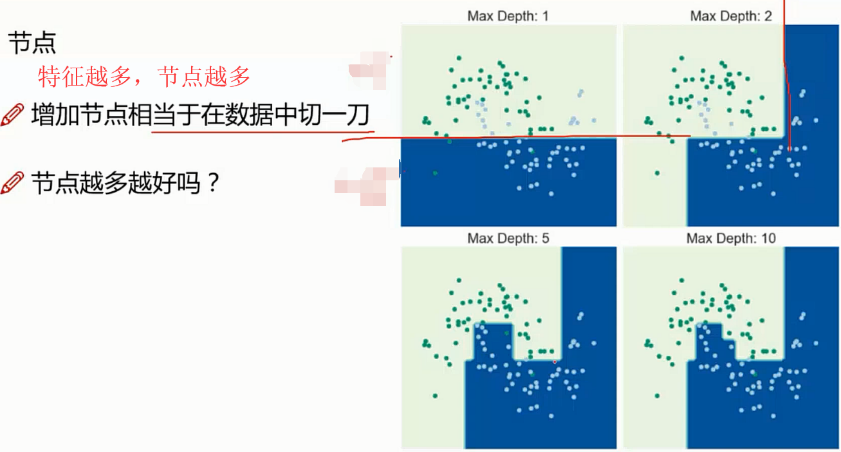 节点
特征越多，节点越多
增加节点相当于在数据中切一刀
节点越多越好吗？
Max Depth: 1
Max Depth: 2
Max Depth: 5
Max Depth: 10